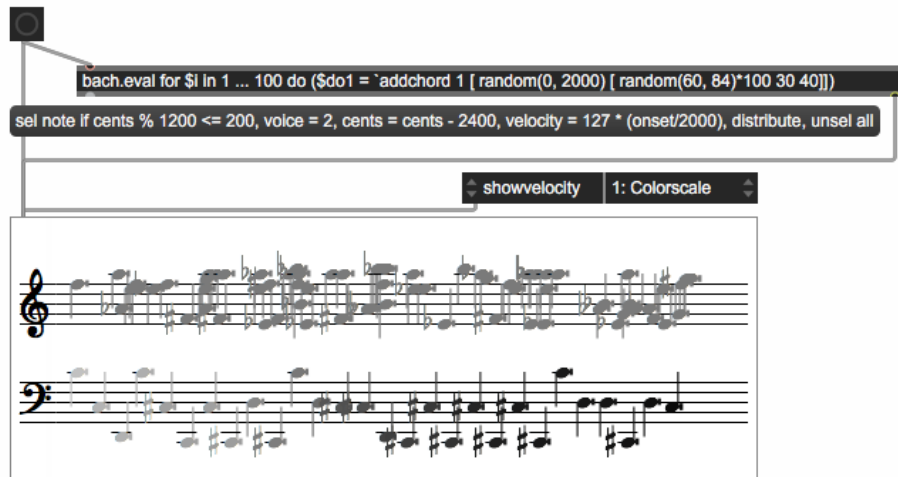 bach.eval for $i in 1 ... 100 do ($do1 = `addchord 1 [ random(0, 2000) [ random(60, 84)*100 30 40]])
sel note if cents % 1200 <= 200, voice = 2, cents = cents - 2400, velocity = 127 * (onset/2000), distribute, unsel all
showvelocity 1: Colorscale